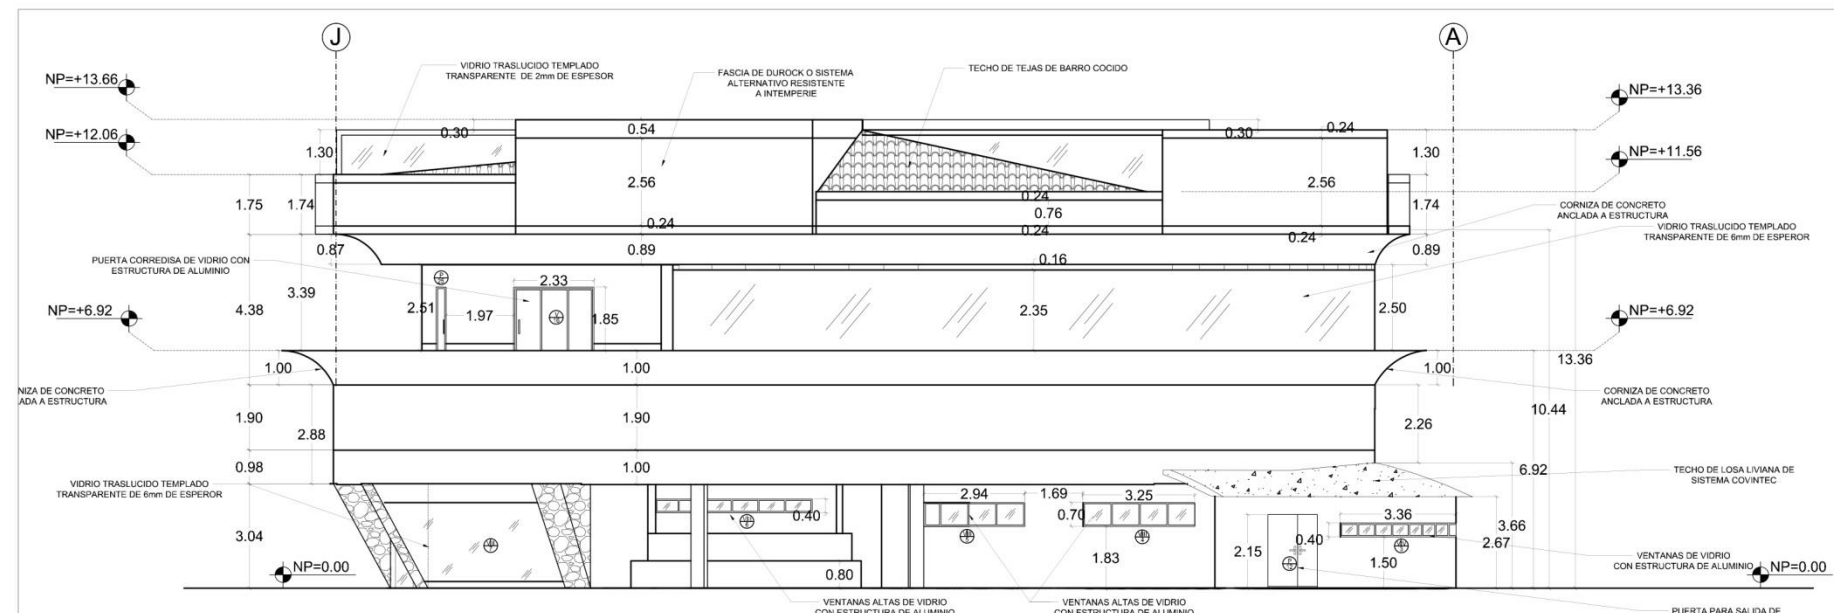 J
A
NP=+13.66
VIDRIO TRASLUCIDO TEMPLADO
TRANSPARENTE DE 2mm DE ESPESOR
FASCIA DE DUROCK O SISTEMA
ALTERNATIVO RESISTENTE
A INTEMPERIE
TECHO DE TEJAS DE BARRO COCIDO
NP=+13.36
NP=+12.06
0.30
0.54
0.30
0.24
1.30
1.30
NP=+11.56
2.56
2.56
0.24
1.75
1.74
0.76
1.74
0.24
0.24
0.24
CORNIZA DE CONCRETO
ANCLADA A ESTRUCTURA
0.87
0.89
0.89
VIDRIO TRASLUCIDO TEMPLADO
TRANSPARENTE DE 6mm DE ESPEROR
PUERTA CORREDISA DE VIDRIO CON
ESTRUCTURA DE ALUMINIO
0.16
3.39
2.33
4.38
2.51
1.97
1.85
2.35
2.50
NP=+6.92
NP=+6.92
13.36
1.00
1.00
1.00
NIZA DE CONCRETO
LADA A ESTRUCTURA
CORNIZA DE CONCRETO
ANCLADA A ESTRUCTURA
10.44
1.90
1.90
2.26
2.88
0.98
1.00
6.92
VIDRIO TRASLUCIDO TEMPLADO
TRANSPARENTE DE 6mm DE ESPEROR
TECHO DE LOSA LIVIANA DE
SISTEMA COVINTEC
2.94
1.69
3.25
0.40
0.70
3.36
3.66
3.04
2.15
0.40
2.67
1.83
1.50
0.80
VENTANAS DE VIDRIO
CON ESTRUCTURA DE ALUMINIO
NP=0.00
NP=0.00
VENTANAS ALTAS DE VIDRIO
CON ESTRUCTURA DE ALUMINIO
VENTANAS ALTAS DE VIDRIO
CON ESTRUCTURA DE ALUMINIO
PUERTA PARA SALIDA DE